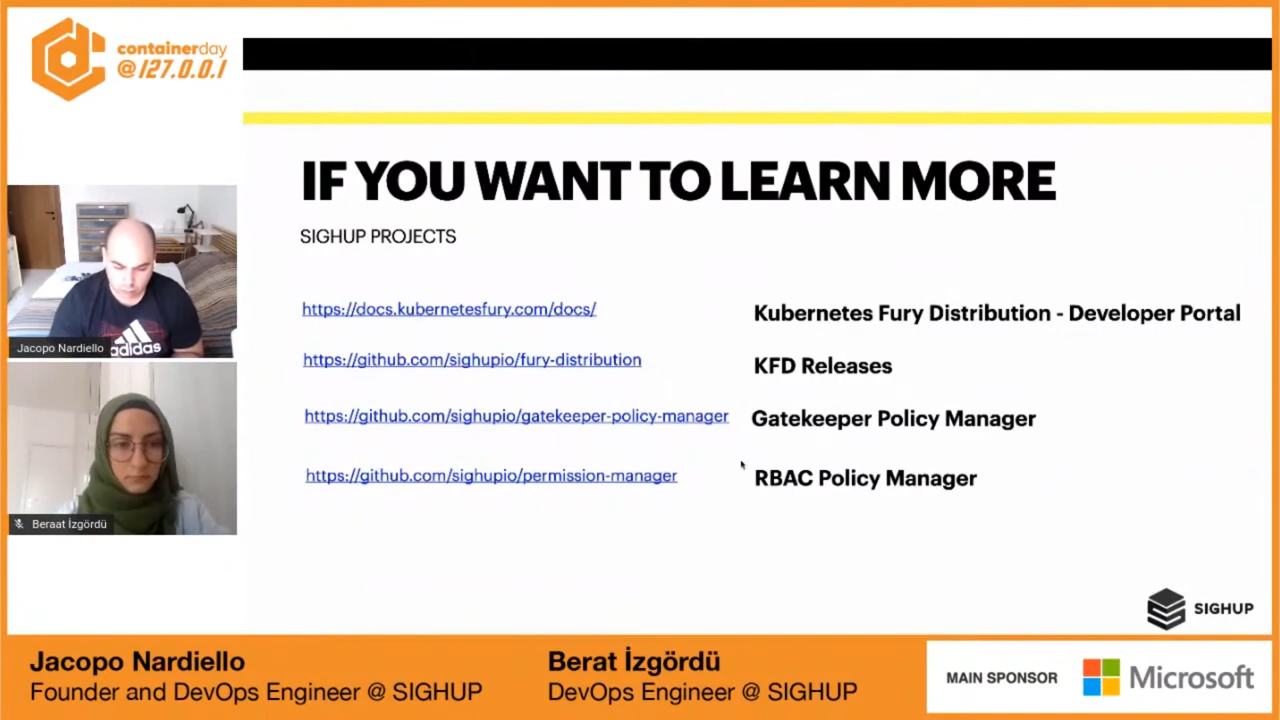 containerday
@127.0.0.1
IF YOU WANT TO LEARN MORE
SIGHUP PROJECTS
https://docs.kubernetesfury.com/docs/ Kubernetes Fury Distribution - Developer Portal
https://github.com/sighupio/fury-distribution KFD Releases
https://github.com/sighupio/gatekeeper-policy-manager Gatekeeper Policy Manager
https://github.com/sighupio/permission-manager RBAC Policy Manager
adidas
Jacopo Nardiello
Beraat İzgördü
SIGHUP
Jacopo Nardiello
Founder and DevOps Engineer @ SIGHUP
Berat İzgördü
DevOps Engineer @ SIGHUP
MAIN SPONSOR
Microsoft